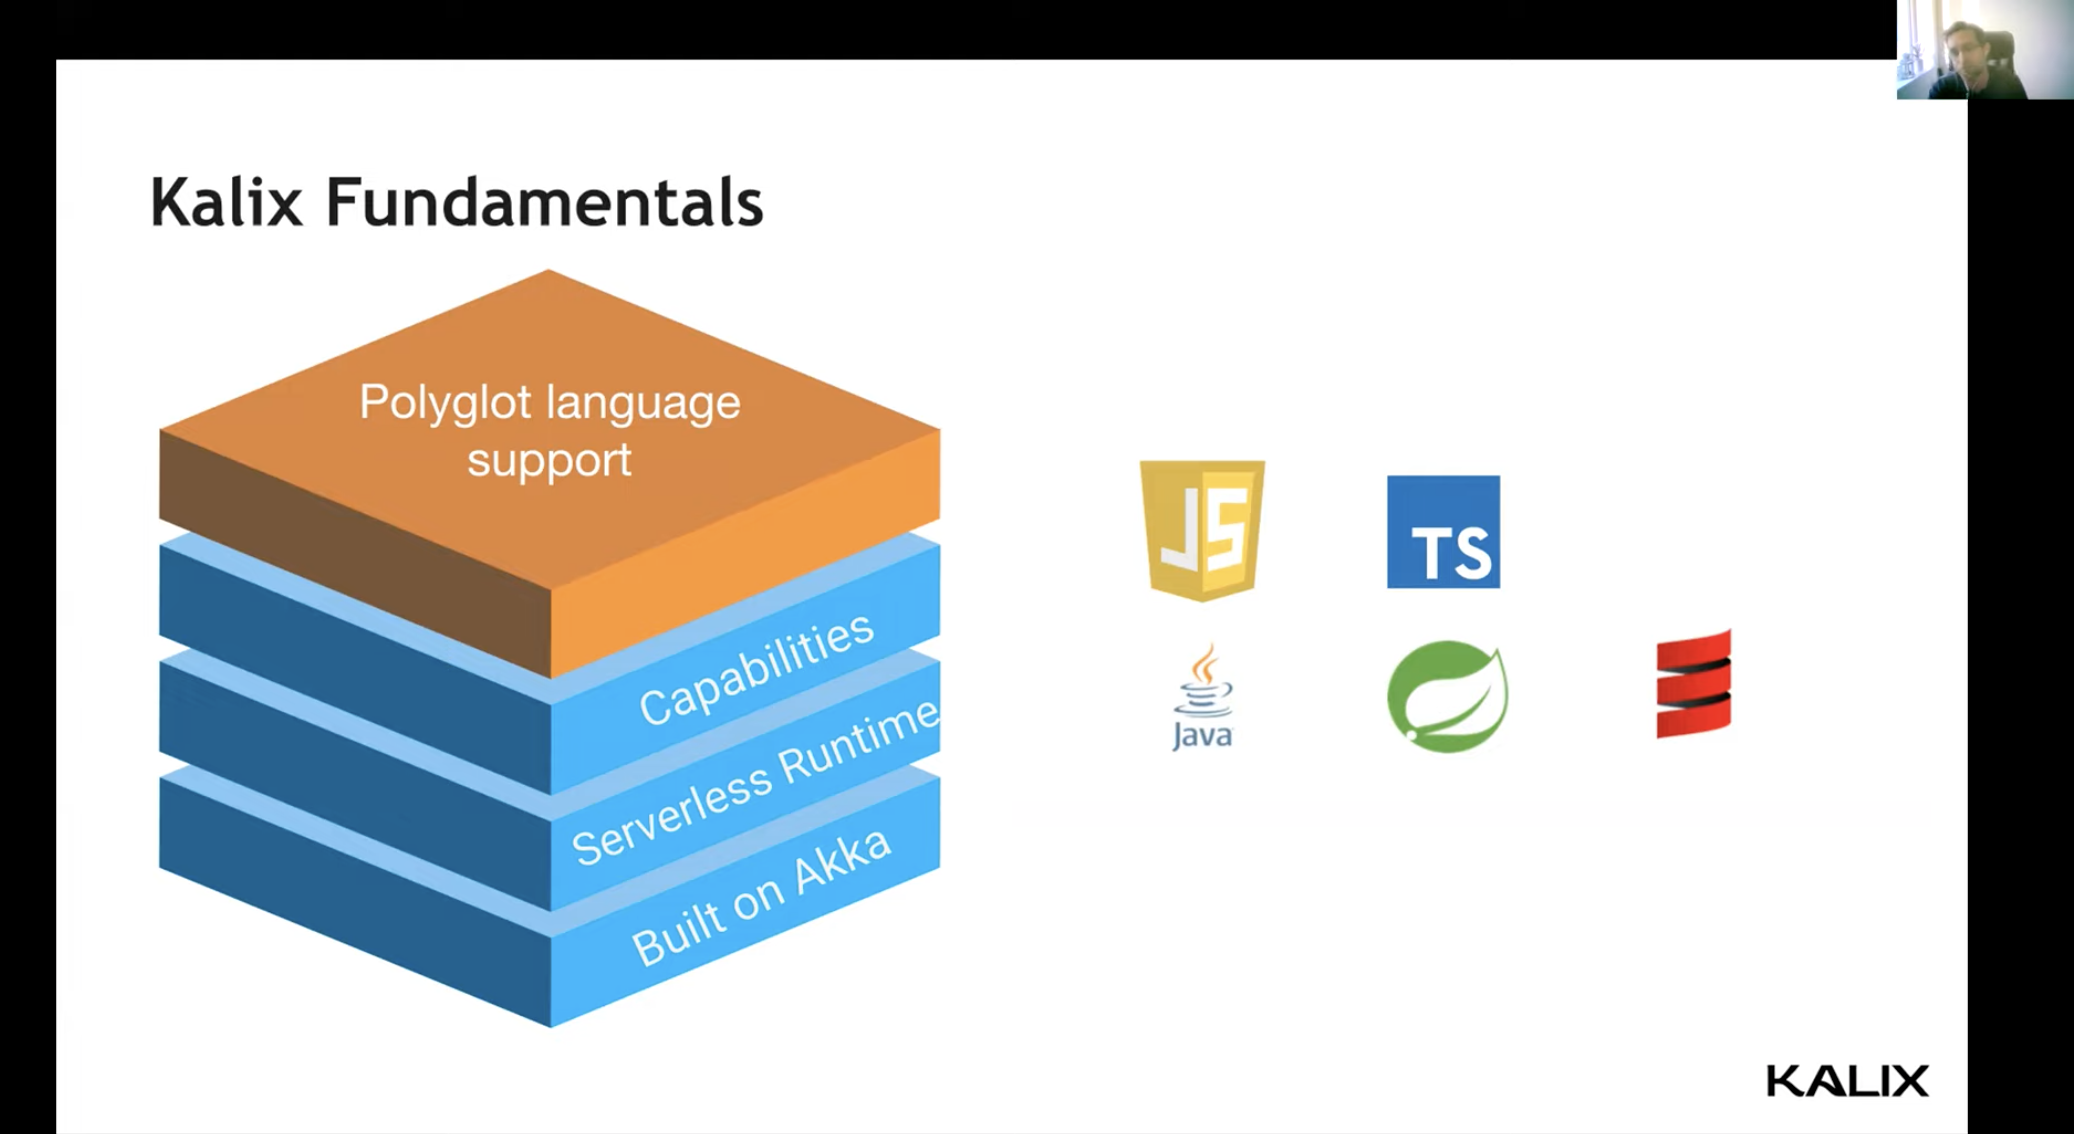 Kalix Fundamentals
Polyglot language
support
Capabilities
Serverless Runtime
Built on Akka
JS
TS
Java
KALIX